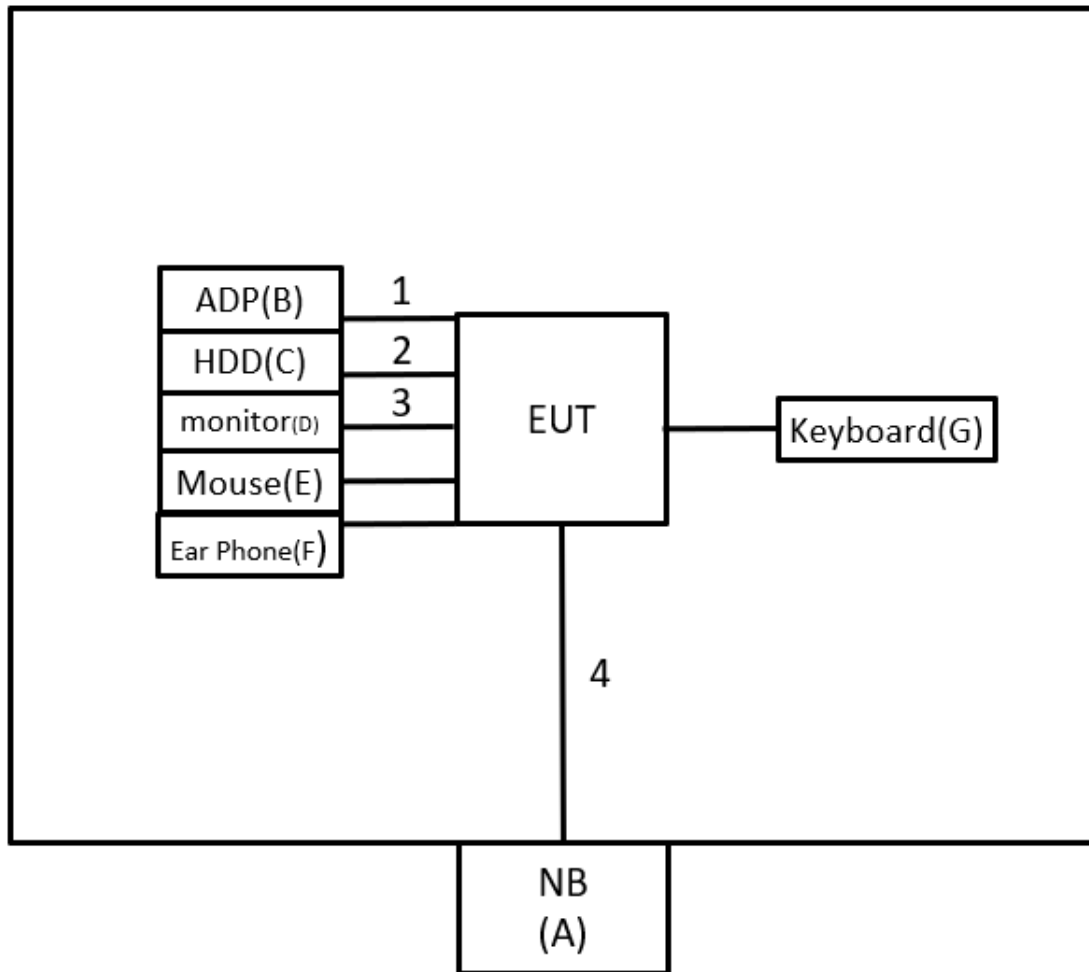 ADP(B)
1
HDD(C)
2
monitor(D)
3
EUT
Keyboard(G)
Mouse(E)
Ear Phone(F)
4
NB
(A)